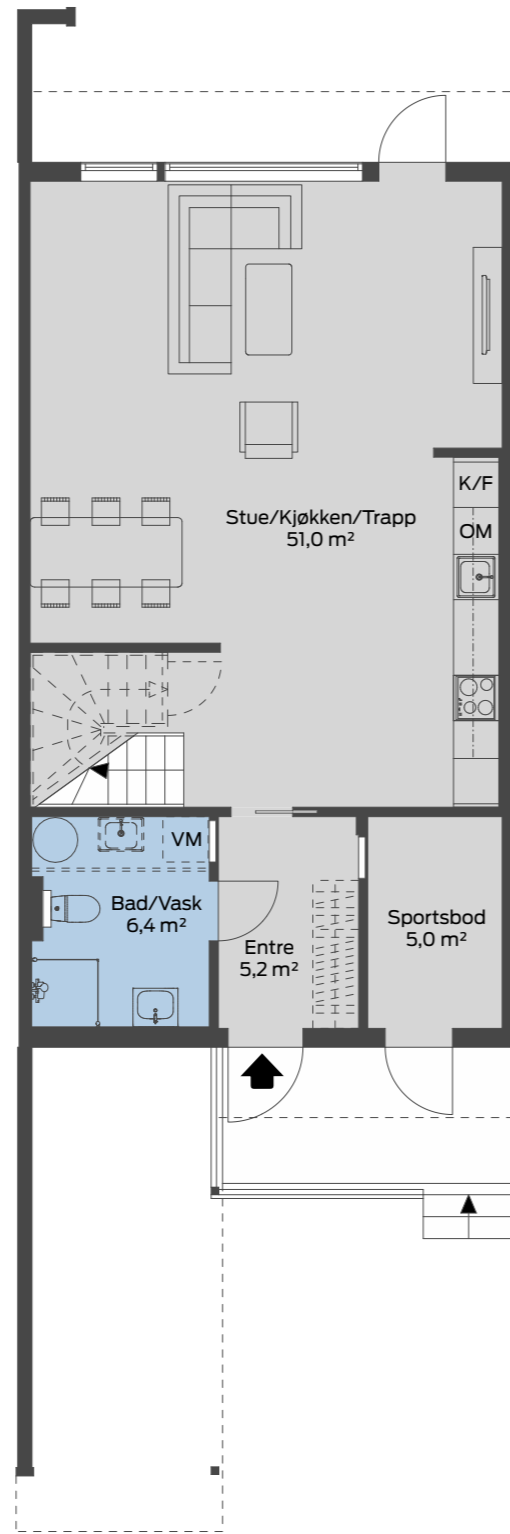 K/F
Stue/Kjøkken/Trapp
51,0 m²
OM
VM
Bad/Vask
6,4 m²
Entre
5,2 m²
Sportsbod
5,0 m²